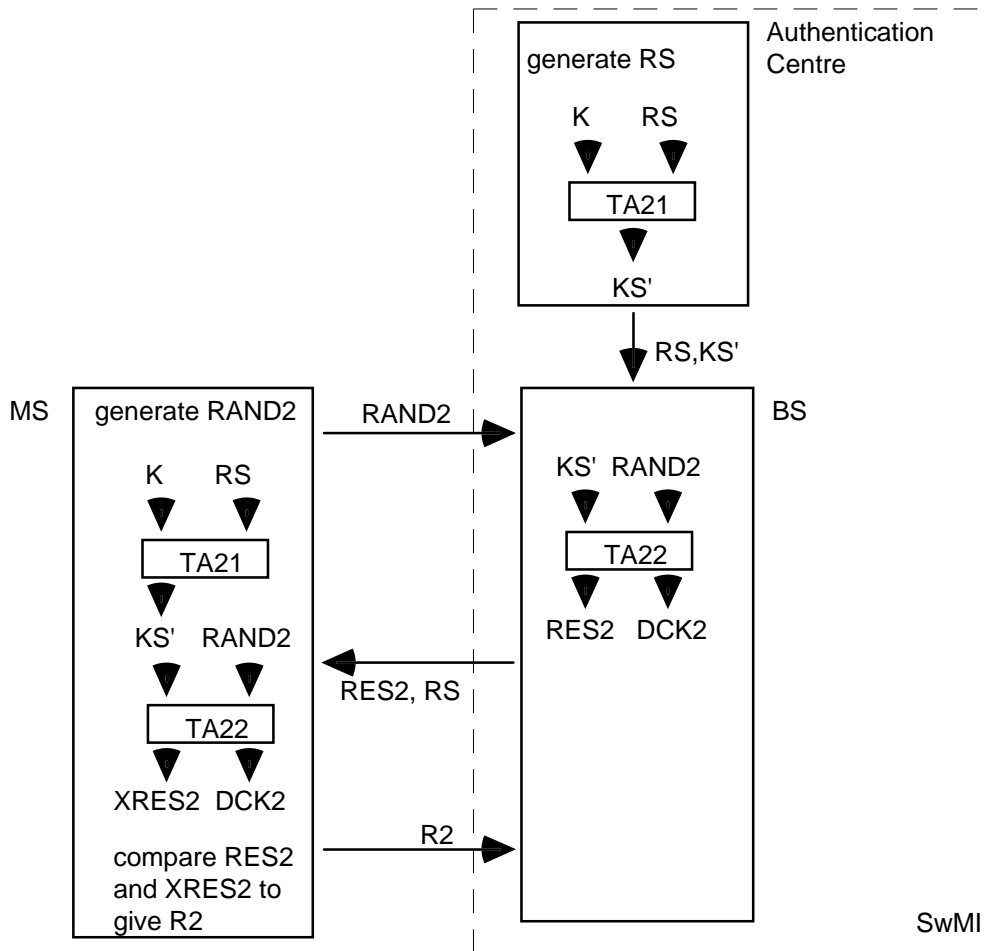 Authentication
Centre
generate RS
K RS
TA21
KS'
RS,KS'
MS
generate RAND2
RAND2
BS
K RS
TA21
KS' RAND2
TA22
XRES2 DCK2
compare RES2
and XRES2 to
give R2
KS' RAND2
TA22
RES2 DCK2
RES2, RS
R2
SwMI